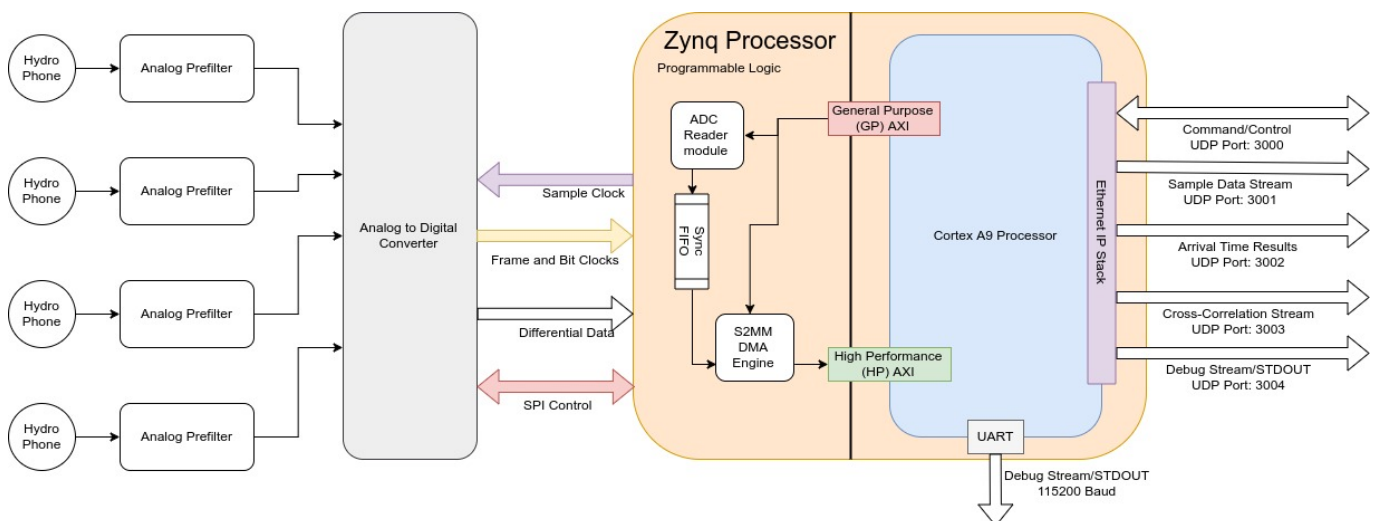 Hydro
Phone
Analog Prefilter
Hydro
Phone
Analog Prefilter
Hydro
Phone
Analog Prefilter
Hydro
Phone
Analog Prefilter
Analog to Digital
Converter
Sample Clock
Frame and Bit Clocks
Differential Data
SPI Control
Zynq Processor
Programmable Logic
ADC
Reader
module
Sync
FIFO
S2MM
DMA
Engine
General Purpose
(GP) AXI
High Performance
(HP) AXI
Cortex A9 Processor
Ethernet IP Stack
UART
Debug Stream/STDOUT
115200 Baud
Command/Control
UDP Port: 3000
Sample Data Stream
UDP Port: 3001
Arrival Time Results
UDP Port: 3002
Cross-Correlation Stream
UDP Port: 3003
Debug Stream/STDOUT
UDP Port: 3004